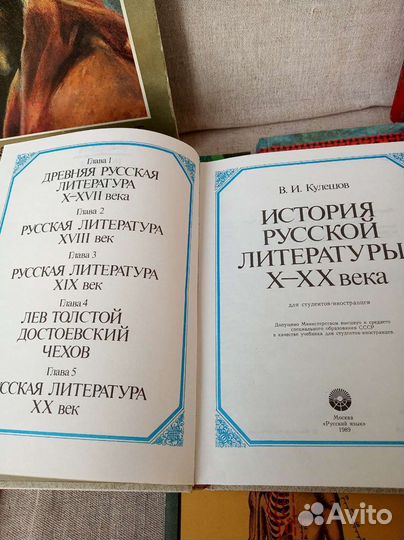 Глава 1
ДРЕВНЯЯ РУССКАЯ
ЛИТЕРАТУРА
X–XVII века
Глава 2
РУССКАЯ ЛИТЕРАТУРА
XVIII век
Глава 3
РУССКАЯ ЛИТЕРАТУРА
XIX век
Глава 4
ЛЕВ ТОЛСТОЙ
ДОСТОЕВСКИЙ
ЧЕХОВ
Глава 5
РУССКАЯ ЛИТЕРАТУРА
XX век
В. И. Кулешов
ИСТОРИЯ
РУССКОЙ
ЛИТЕРАТУРЫ
X–XX века
для студентов-иностранцев
Допущено Министерством высшего и среднего
специального образования СССР
в качестве учебника для студентов-иностранцев
Москва
«Русский язык»
1989
Avito